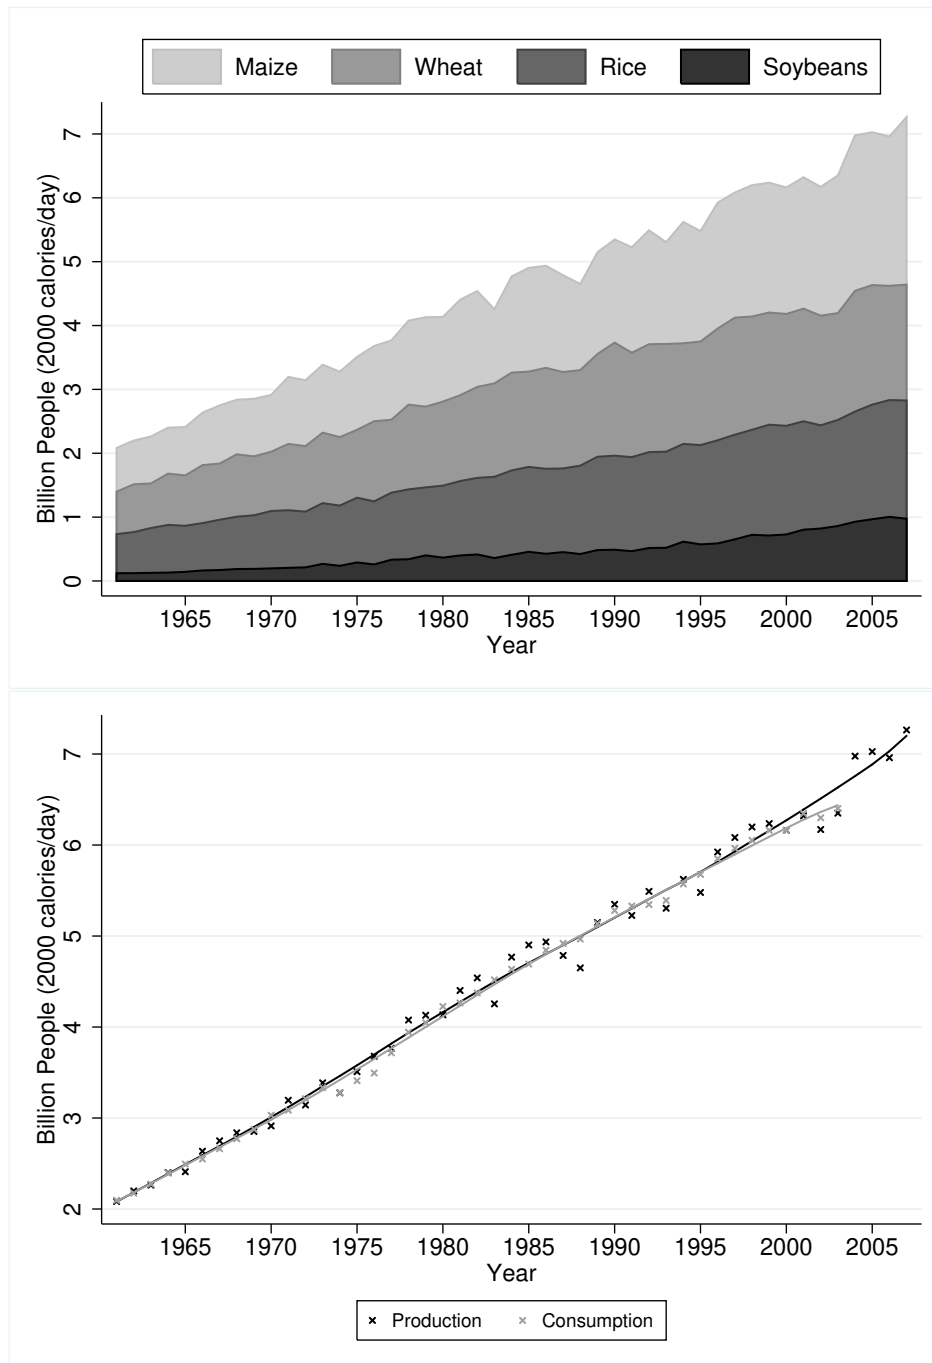 Maize Wheat Rice Soybeans
Billion People (2000 calories/day)
7
6
5
4
3
2
1
0
1965 1970 1975 1980 1985 1990 1995 2000 2005
Year
Billion People (2000 calories/day)
7
6
5
4
3
2
1965 1970 1975 1980 1985 1990 1995 2000 2005
Year
Production Consumption